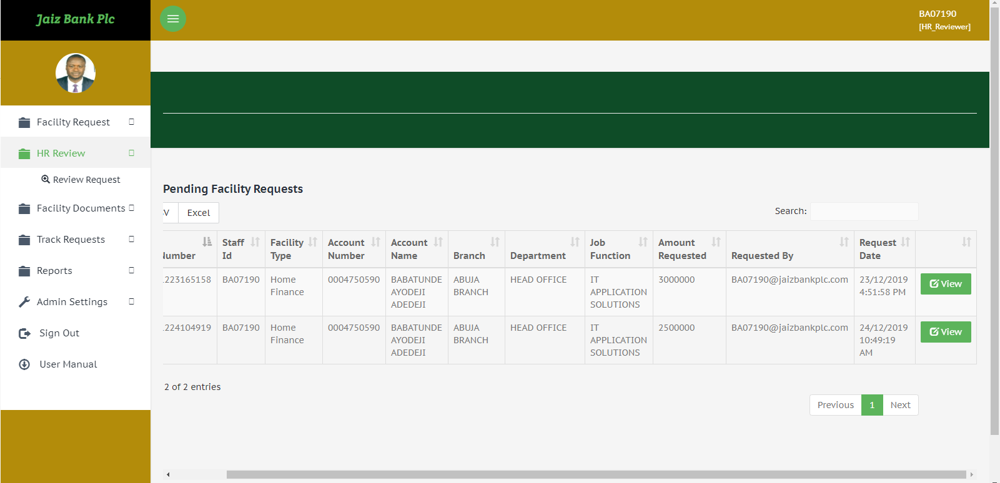 Jaiz Bank Plc
BA07190
[HR_Reviewer]
Facility Request
HR Review
Review Request
Facility Documents
Track Requests
Reports
Admin Settings
Sign Out
User Manual
Pending Facility Requests
Excel
Search:
Number Staff Id Facility Type Account Number Account Name Branch Department Job Function Amount Requested Requested By Request Date
1223165158 BA07190 Home Finance 0004750590 BABATUNDE AYODEJI ADEDEJI ABUJA BRANCH HEAD OFFICE IT APPLICATION SOLUTIONS 3000000 BA07190@jaizbankplc.com 23/12/2019 4:51:58 PM View
1224104919 BA07190 Home Finance 0004750590 BABATUNDE AYODEJI ADEDEJI ABUJA BRANCH HEAD OFFICE IT APPLICATION SOLUTIONS 2500000 BA07190@jaizbankplc.com 24/12/2019 10:49:19 AM View
2 of 2 entries
Previous 1 Next